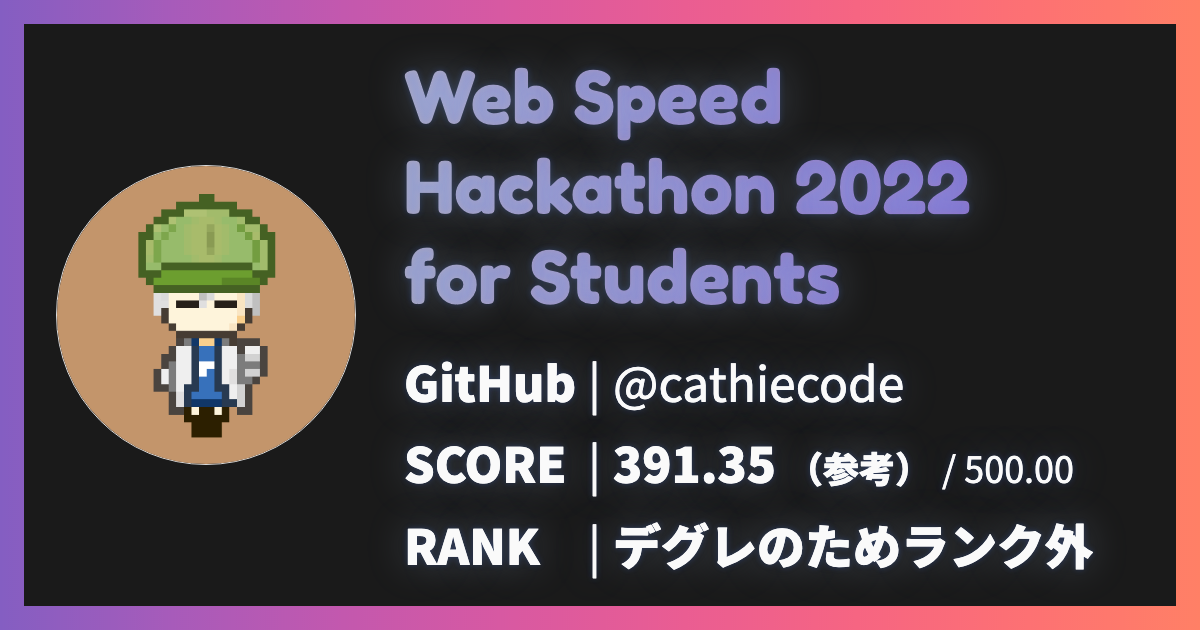 Web Speed
Hackathon 2022
for Students
GitHub | @cathiecode
SCORE | 391.35 （参考） / 500.00
RANK | デグレのためランク外